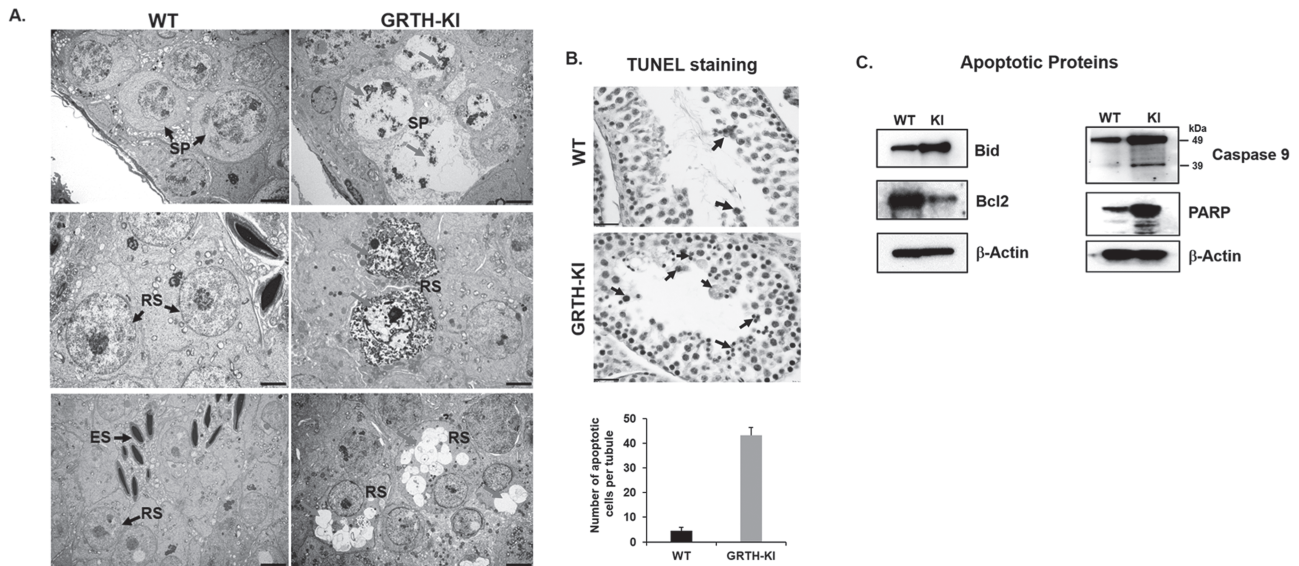 A.
WT
GRTH-KI
SP
SP
RS
RS
ES
RS
RS
RS
B.
TUNEL staining
WT
GRTH-KI
Number of apoptotic
cells per tubule
50
40
30
20
10
0
WT
GRTH-KI
C.
Apoptotic Proteins
WT KI
Bid
Bcl2
β-Actin
WT KI
kDa
49
39
Caspase 9
PARP
β-Actin